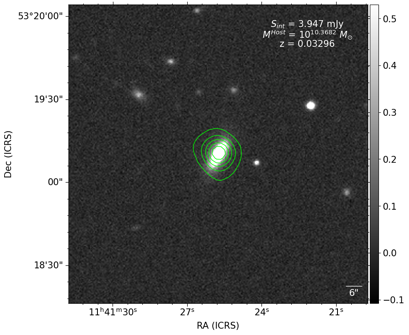 53°20'00"
19'30"
00"
18'30"
Dec (ICRS)
S_int = 3.947 mJy
M^Host = 10^10.3682 M_⊙
z = 0.03296
6"
11h41m30s
27s
24s
21s
RA (ICRS)
0.5
0.4
0.3
0.2
0.1
0.0
−0.1